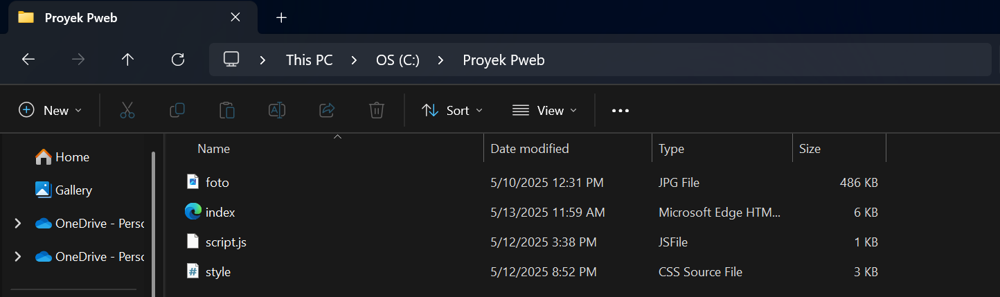 Proyek Pweb
This PC > OS (C:) > Proyek Pweb
New Sort View
Home
Gallery
OneDrive - Perso
OneDrive - Perso
Name Date modified Type Size
foto 5/10/2025 12:31 PM JPG File 486 KB
index 5/13/2025 11:59 AM Microsoft Edge HTM... 6 KB
script.js 5/12/2025 3:38 PM JSFile 1 KB
style 5/12/2025 8:52 PM CSS Source File 3 KB